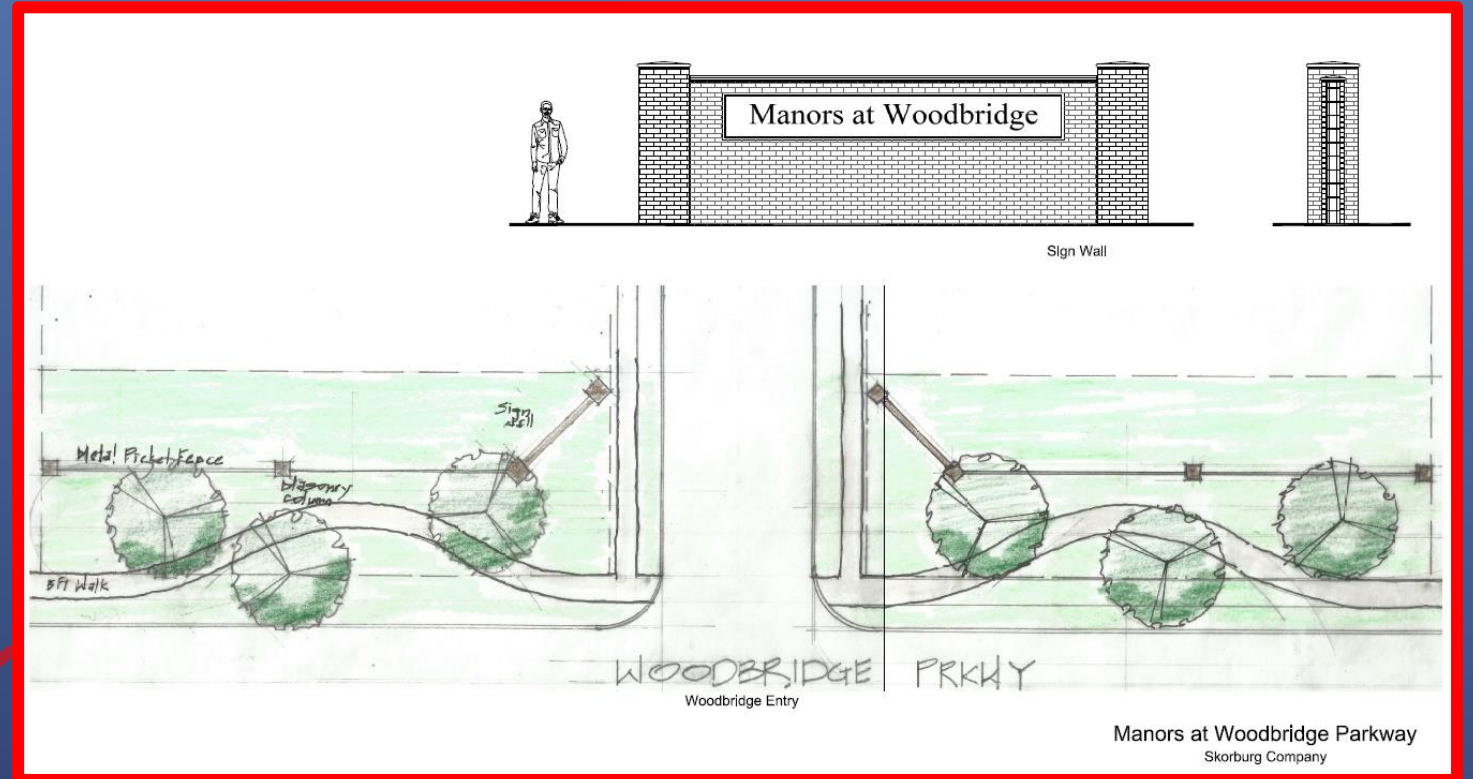 Manors at Woodbridge
Sign Wall
Sign
Wall
Metal Picket Fence
Masonry
Column
5Ft Walk
WOODBRIDGE PRKWY
Woodbridge Entry
Manors at Woodbridge Parkway
Skorburg Company